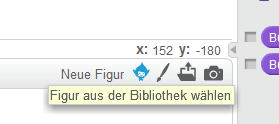 x: 152 y: -180
Neue Figur
Figur aus der Bibliothek wählen